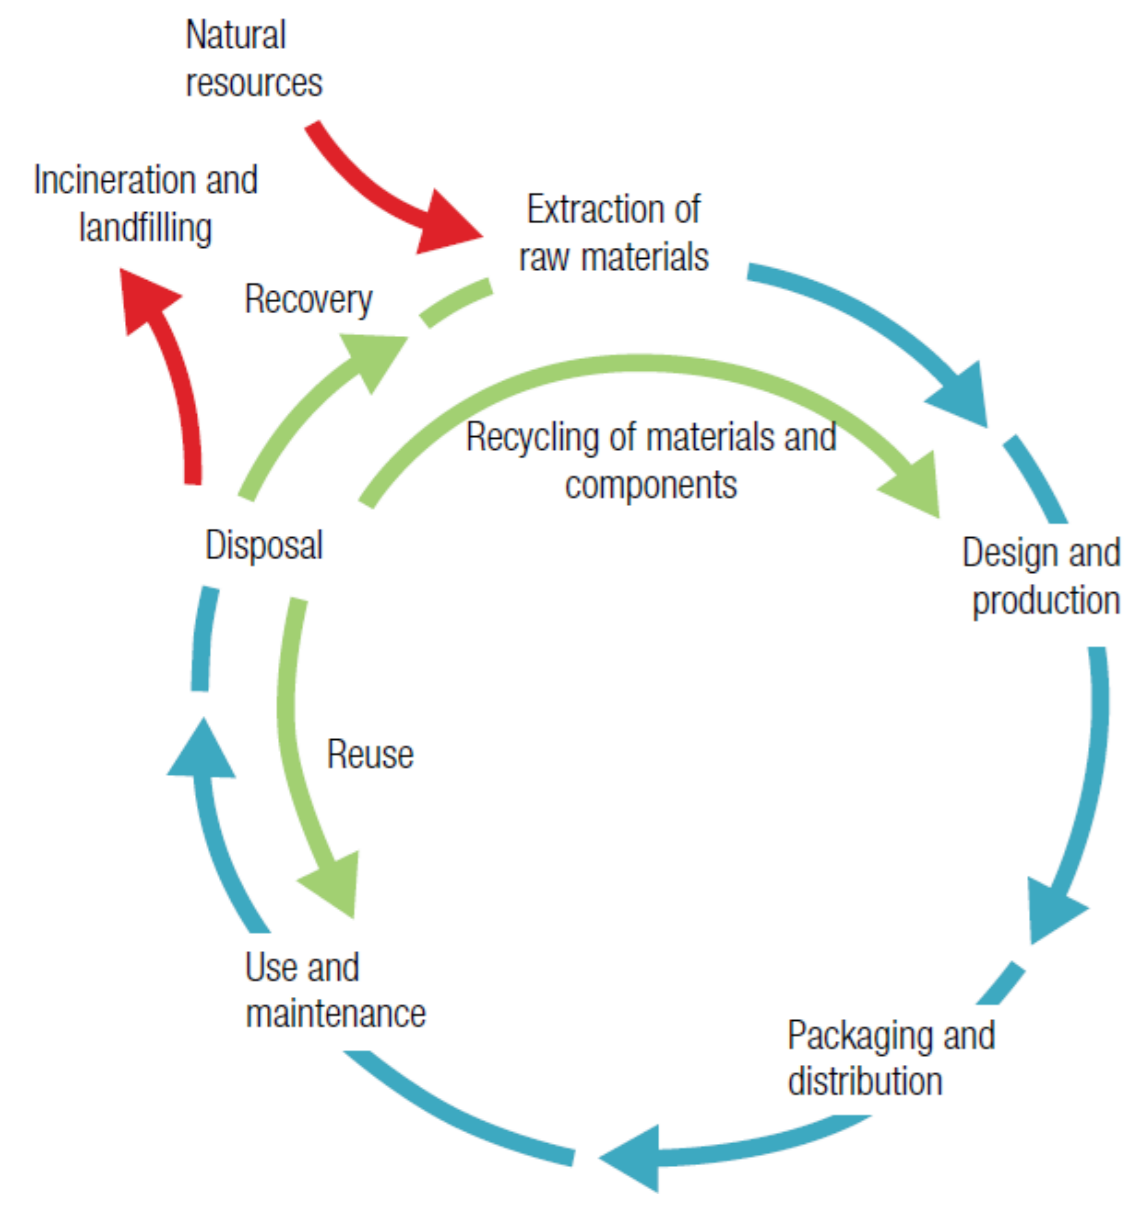 Natural
resources
Incineration and
landfilling
Extraction of
raw materials
Recovery
Recycling of materials and
components
Disposal
Design and
production
Reuse
Use and
maintenance
Packaging and
distribution